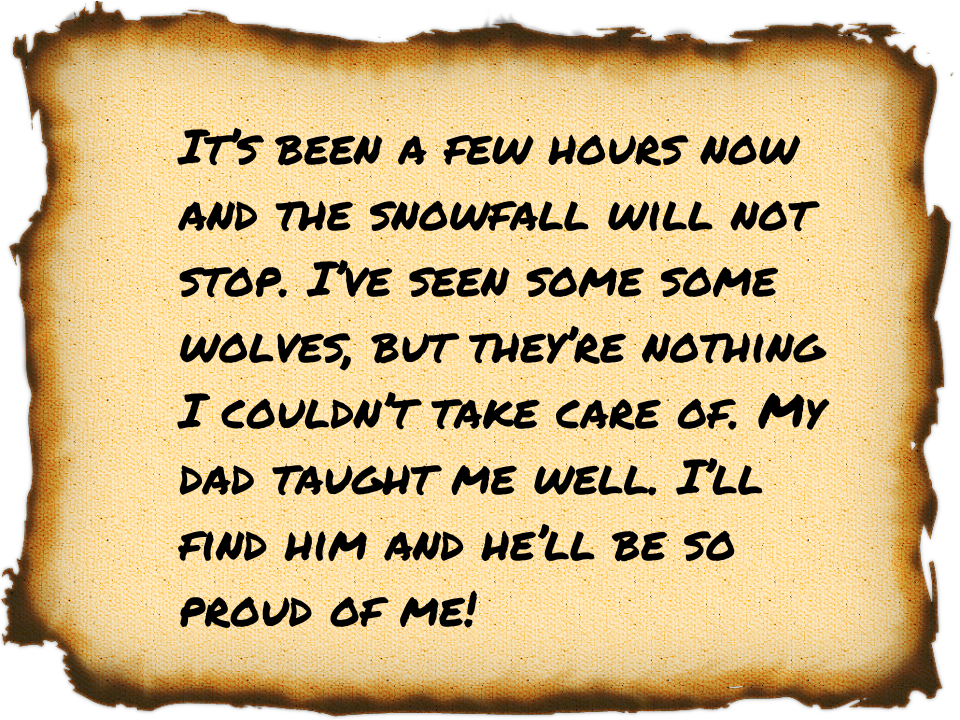 It's been a few hours now
and the snowfall will not
stop. I've seen some some
wolves, but they're nothing
I couldn't take care of. My
dad taught me well. I'll
find him and he'll be so
proud of me!